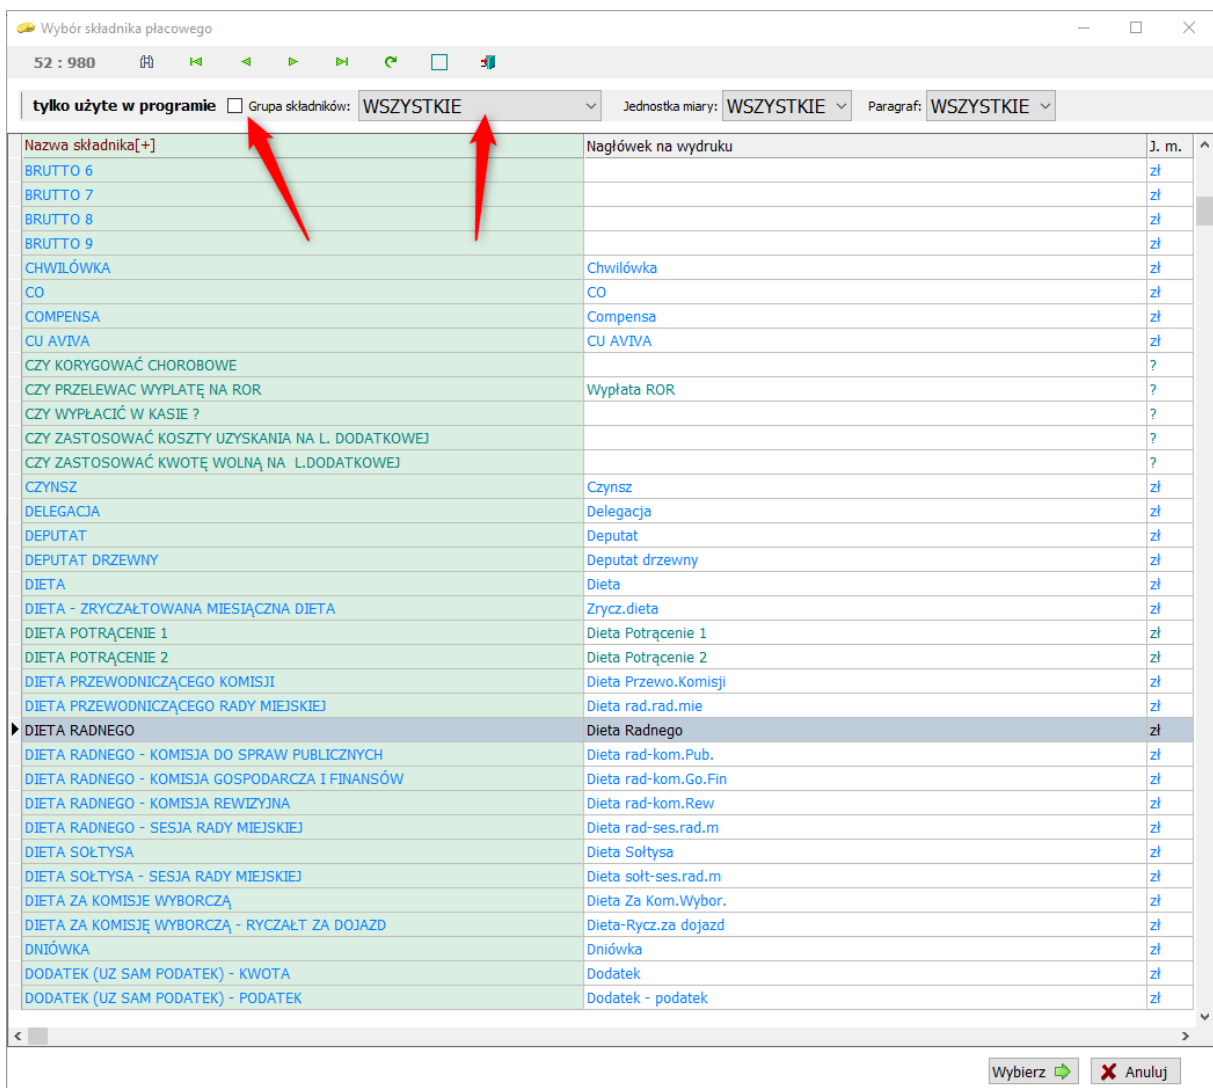 Wybór składnika płacowego
52 : 980
tylko użyte w programie Grupa składników: WSZYSTKIE Jednostka miary: WSZYSTKIE Paragraf: WSZYSTKIE
Nazwa składnika[+] Nagłówek na wydruku J. m.
BRUTTO 6 zł
BRUTTO 7 zł
BRUTTO 8 zł
BRUTTO 9 zł
CHWILÓWKA Chwilówka zł
CO CO zł
COMPENSA Compensa zł
CU AVIVA CU AVIVA zł
CZY KORYGOWAĆ CHOROBOWE ?
CZY PRZELEWAC WYPLATĘ NA ROR Wypłata ROR ?
CZY WYPŁACIĆ W KASIE ? ?
CZY ZASTOSOWAĆ KOSZTY UZYSKANIA NA L. DODATKOWEJ ?
CZY ZASTOSOWAĆ KWOTĘ WOLNĄ NA L.DODATKOWEJ ?
CZYNSZ Czynsz zł
DELEGACJA Delegacja zł
DEPUTAT Deputat zł
DEPUTAT DRZEWNY Deputat drzewny zł
DIETA Dieta zł
DIETA - ZRYCZAŁTOWANA MIESIĄCZNA DIETA Zrycz.dieta zł
DIETA POTRĄCENIE 1 Dieta Potrącenie 1 zł
DIETA POTRĄCENIE 2 Dieta Potrącenie 2 zł
DIETA PRZEWODNICZĄCEGO KOMISJI Dieta Przewo.Komisji zł
DIETA PRZEWODNICZĄCEGO RADY MIEJSKIEJ Dieta rad.rad.mie zł
DIETA RADNEGO Dieta Radnego zł
DIETA RADNEGO - KOMISJA DO SPRAW PUBLICZNYCH Dieta rad-kom.Pub. zł
DIETA RADNEGO - KOMISJA GOSPODARCZA I FINANSÓW Dieta rad-kom.Go.Fin zł
DIETA RADNEGO - KOMISJA REWIZYJNA Dieta rad-kom.Rew zł
DIETA RADNEGO - SESJA RADY MIEJSKIEJ Dieta rad-ses.rad.m zł
DIETA SOŁTYSA Dieta Sołtysa zł
DIETA SOŁTYSA - SESJA RADY MIEJSKIEJ Dieta sołt-ses.rad.m zł
DIETA ZA KOMISJE WYBORCZĄ Dieta Za Kom.Wybor. zł
DIETA ZA KOMISJĘ WYBORCZĄ - RYCZAŁT ZA DOJAZD Dieta-Rycz.za dojazd zł
DNIÓWKA Dniówka zł
DODATEK (UZ SAM PODATEK) - KWOTA Dodatek zł
DODATEK (UZ SAM PODATEK) - PODATEK Dodatek - podatek zł
Wybierz Anuluj